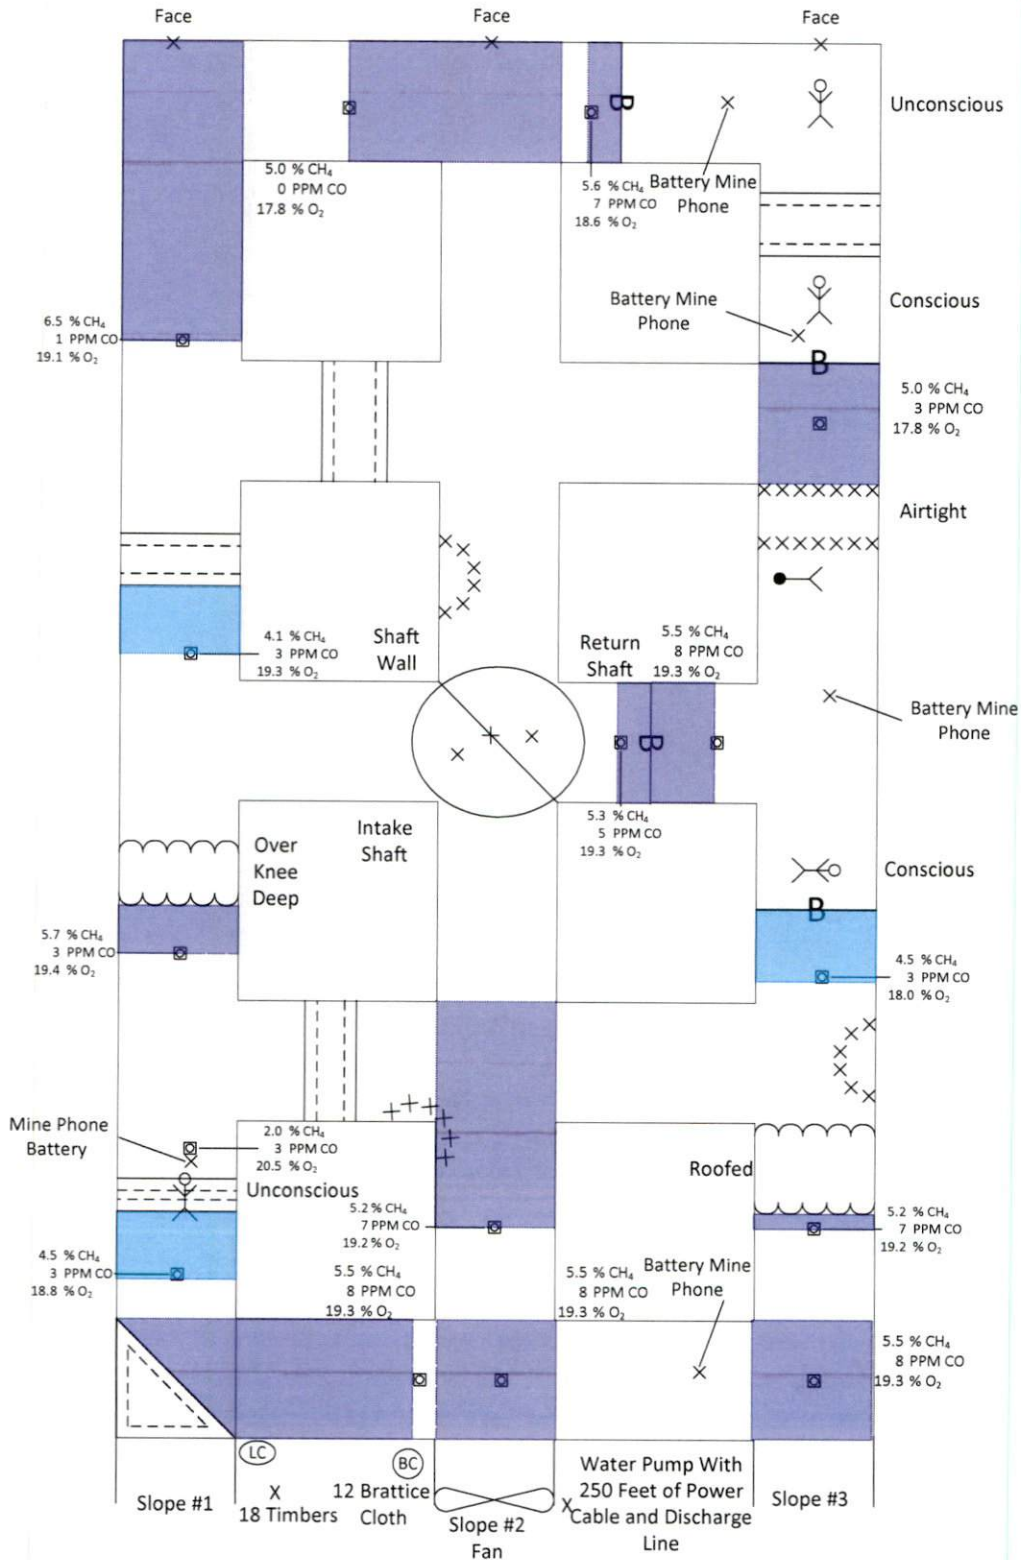 Face
Face
Face
B
Unconscious
5.0 % CH₄
0 PPM CO
17.8 % O₂
5.6 % CH₄
7 PPM CO
18.6 % O₂
Battery Mine
Phone
Battery Mine
Phone
Conscious
6.5 % CH₄
1 PPM CO
19.1 % O₂
B
5.0 % CH₄
3 PPM CO
17.8 % O₂
Airtight
4.1 % CH₄
3 PPM CO
19.3 % O₂
Shaft
Wall
Return
Shaft
5.5 % CH₄
8 PPM CO
19.3 % O₂
Battery Mine
Phone
B
5.3 % CH₄
5 PPM CO
19.3 % O₂
Over
Knee
Deep
Intake
Shaft
Conscious
B
5.7 % CH₄
3 PPM CO
19.4 % O₂
4.5 % CH₄
3 PPM CO
18.0 % O₂
Mine Phone
Battery
2.0 % CH₄
3 PPM CO
20.5 % O₂
Unconscious
Roofed
5.2 % CH₄
7 PPM CO
19.2 % O₂
5.2 % CH₄
7 PPM CO
19.2 % O₂
4.5 % CH₄
3 PPM CO
18.8 % O₂
5.5 % CH₄
8 PPM CO
19.3 % O₂
5.5 % CH₄
8 PPM CO
19.3 % O₂
Battery Mine
Phone
5.5 % CH₄
8 PPM CO
19.3 % O₂
LC
BC
Slope #1
X
18 Timbers
12 Brattice
Cloth
Slope #2
Fan
X
Water Pump With
250 Feet of Power
Cable and Discharge
Line
Slope #3